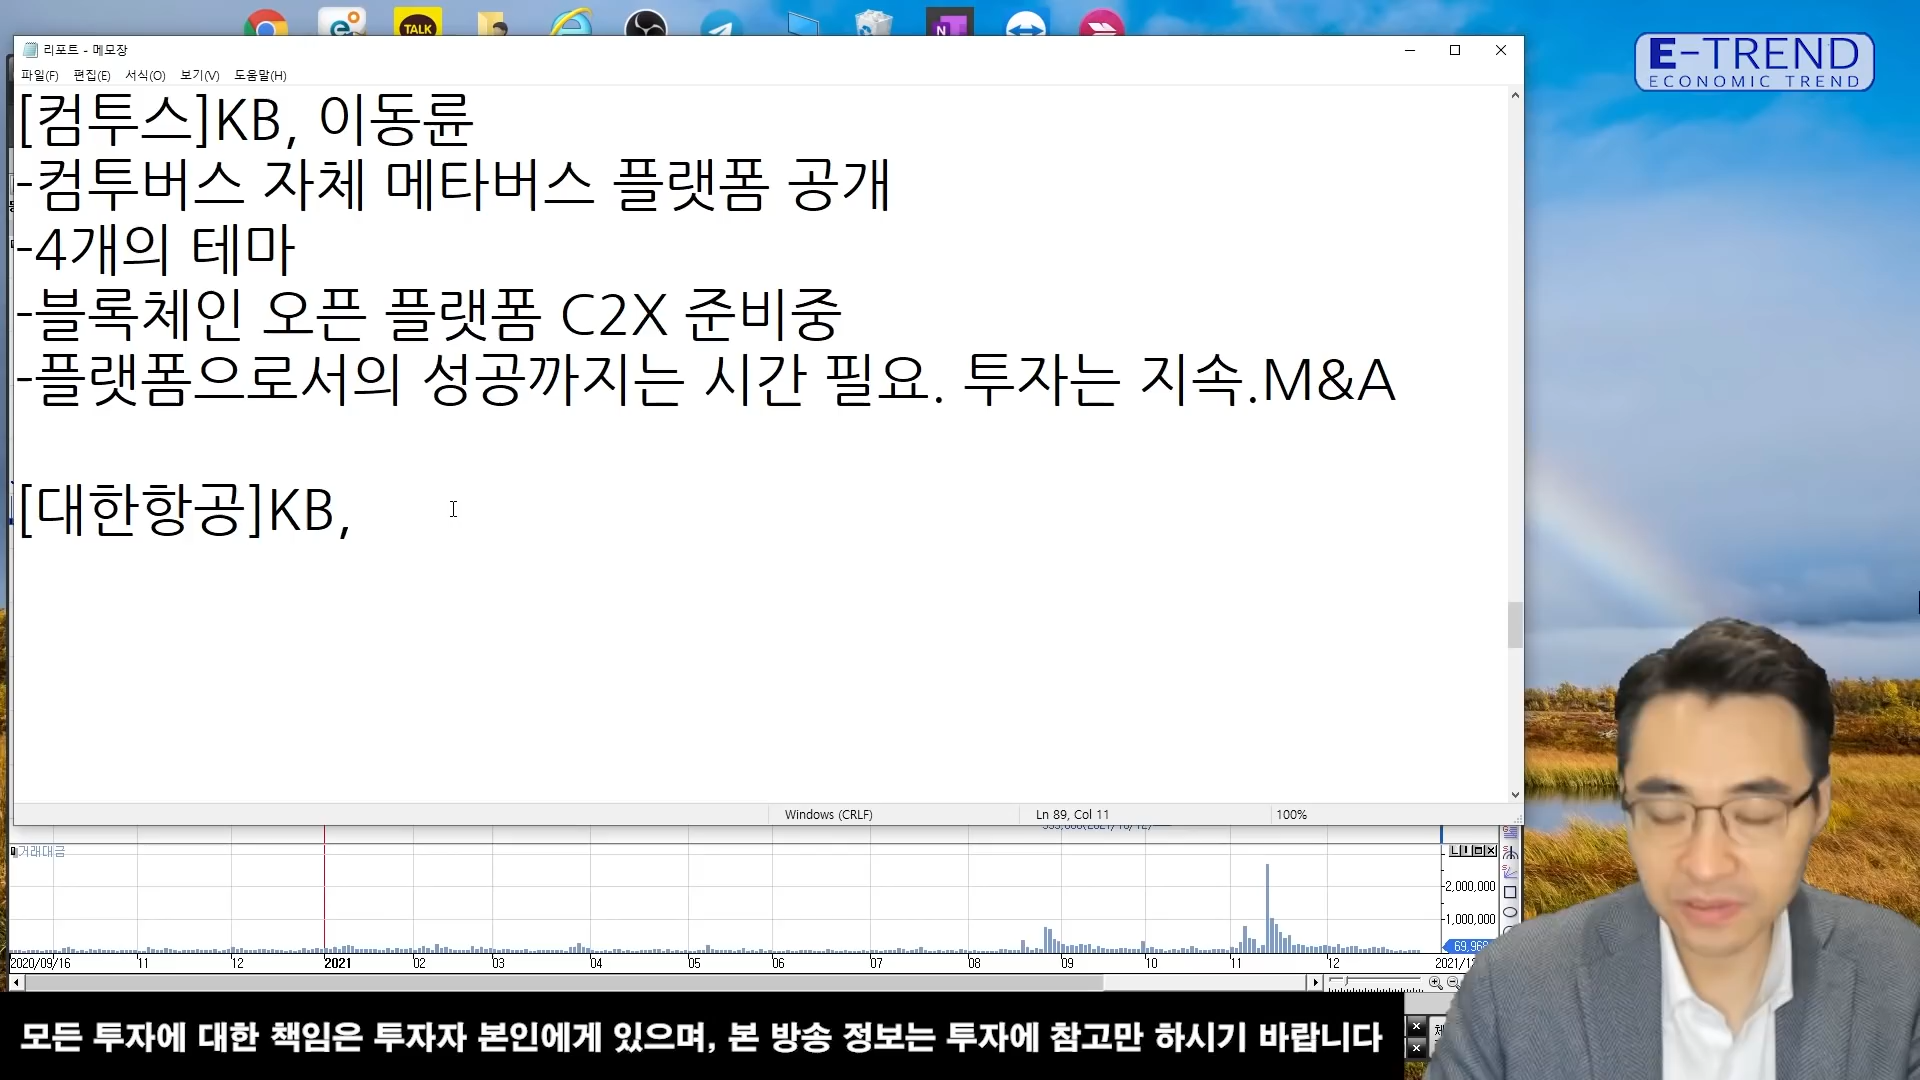 TALK
N
리포트 - 메모장
파일(F) 편집(E) 서식(O) 보기(V) 도움말(H)
E-TREND
ECONOMIC TREND
[컴투스]KB, 이동륜
-컴투버스 자체 메타버스 플랫폼 공개
-4개의 테마
-블록체인 오픈 플랫폼 C2X 준비중
-플랫폼으로서의 성공까지는 시간 필요. 투자는 지속.M&A
[대한항공]KB,
Windows (CRLF) Ln 89, Col 11 100%
거래대금
2,000,000
1,000,000
69,968
2020/09/16 11 12 2021 02 03 04 05 06 07 08 09 10 11 12
모든 투자에 대한 책임은 투자자 본인에게 있으며, 본 방송 정보는 투자에 참고만 하시기 바랍니다